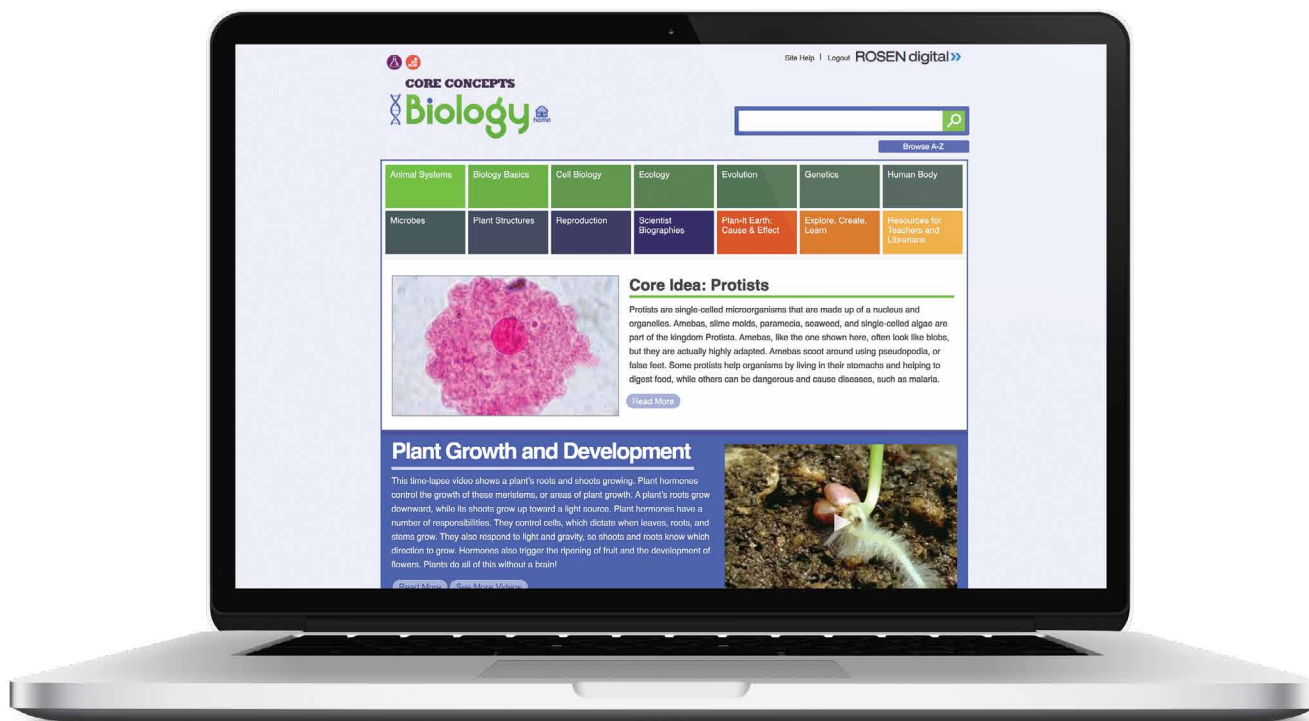 Site Help | Logout ROSEN digital»
CORE CONCEPTS
Biology
home
Browse A-Z
Animal Systems
Biology Basics
Cell Biology
Ecology
Evolution
Genetics
Human Body
Microbes
Plant Structures
Reproduction
Scientist
Biographies
Plan-It Earth:
Cause & Effect
Explore, Create,
Learn
Resources for
Teachers and
Librarians
Core Idea: Protists
Protists are single-celled microorganisms that are made up of a nucleus and
organelles. Amebas, slime molds, paramecia, seaweed, and single-celled algae are
part of the kingdom Protista. Amebas, like the one shown here, often look like blobs,
but they are actually highly adapted. Amebas scoot around using pseudopodia, or
false feet. Some protists help organisms by living in their stomachs and helping to
digest food, while others can be dangerous and cause diseases, such as malaria.
Read More
Plant Growth and Development
This time-lapse video shows a plant's roots and shoots growing. Plant hormones
control the growth of these meristems, or areas of plant growth. A plant's roots grow
downward, while its shoots grow up toward a light source. Plant hormones have a
number of responsibilities. They control cells, which dictate when leaves, roots, and
stems grow. They also respond to light and gravity, so shoots and roots know which
direction to grow. Hormones also trigger the ripening of fruit and the development of
flowers. Plants do all of this without a brain!
Read More See More Videos